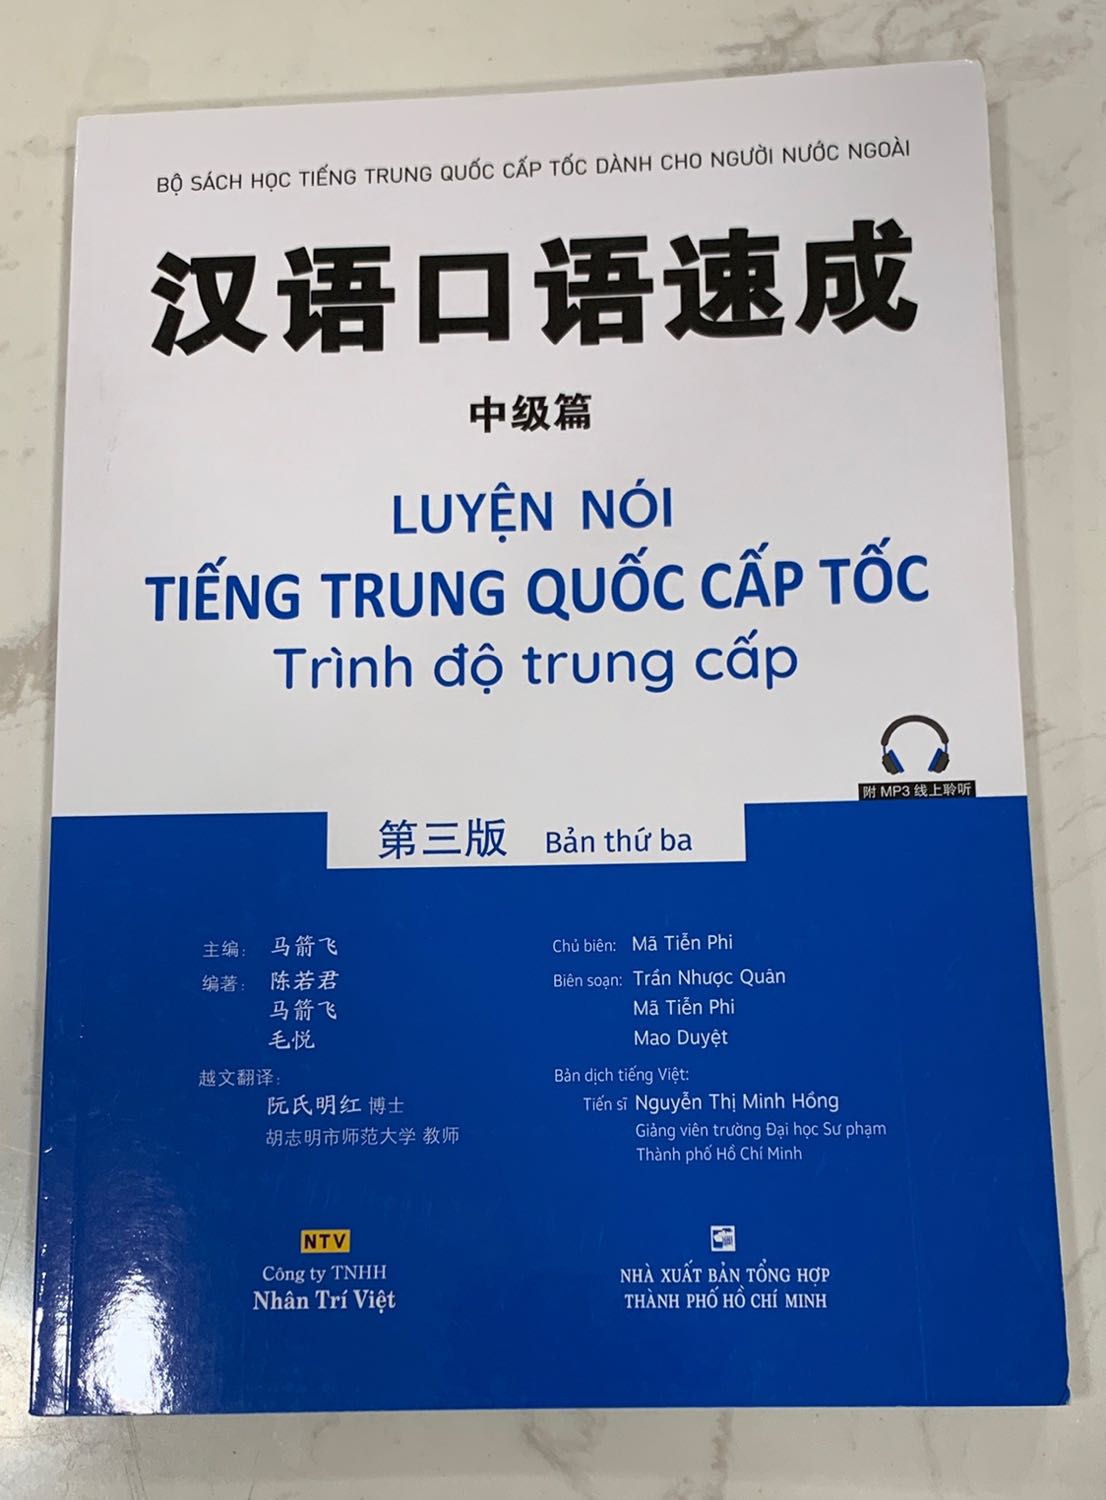 BỘ SÁCH HỌC TIẾNG TRUNG QUỐC CẤP TỐC DÀNH CHO NGƯỜI NƯỚC NGOÀI
汉语口语速成
中级篇
LUYỆN NÓI
TIẾNG TRUNG QUỐC CẤP TỐC
Trình độ trung cấp
附 MP3 线上聆听
第三版 Bản thứ ba
主编: 马箭飞
编著: 陈若君
马箭飞
毛悦
越文翻译:
阮氏明红 博士
胡志明市师范大学 教师
Chủ biên: Mã Tiễn Phi
Biên soạn: Trần Nhược Quân
Mã Tiễn Phi
Mao Duyệt
Bản dịch tiếng Việt:
Tiến sĩ Nguyễn Thị Minh Hồng
Giảng viên trường Đại học Sư phạm
Thành phố Hồ Chí Minh
NTV
Công ty TNHH
Nhân Trí Việt
NHÀ XUẤT BẢN TỔNG HỢP
THÀNH PHỐ HỒ CHÍ MINH